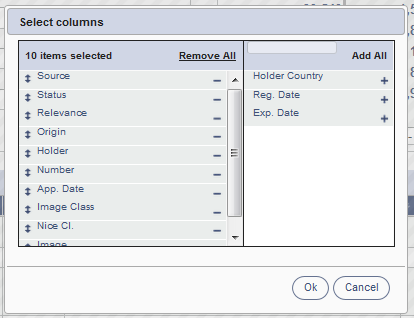 Select columns
10 items selected Remove All Add All
Source
Status
Relevance
Origin
Holder
Number
App. Date
Image Class
Nice Cl.
Image
Holder Country
Reg. Date
Exp. Date
Ok Cancel